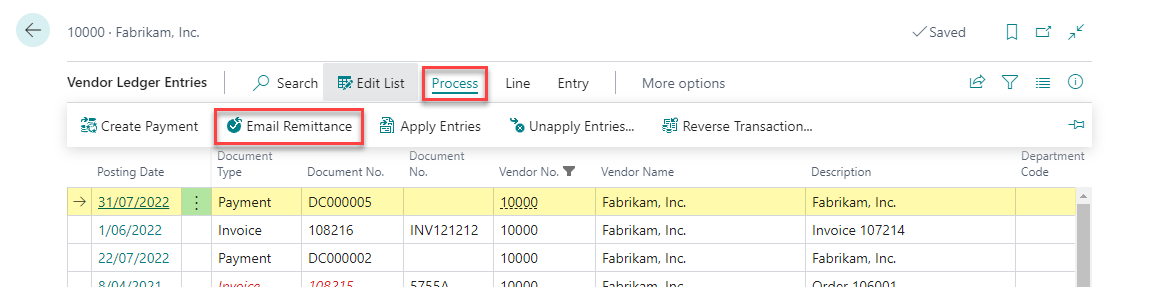 10000 · Fabrikam, Inc.
Saved
Vendor Ledger Entries
Search
Edit List
Process
Line
Entry
More options
Create Payment
Email Remittance
Apply Entries
Unapply Entries...
Reverse Transaction...
Posting Date
Document Type
Document No.
Document No.
Vendor No.
Vendor Name
Description
Department Code
31/07/2022 Payment DC000005 10000 Fabrikam, Inc. Fabrikam, Inc.
1/06/2022 Invoice 108216 INV121212 10000 Fabrikam, Inc. Invoice 107214
22/07/2022 Payment DC000002 10000 Fabrikam, Inc. Fabrikam, Inc.
8/04/2021 Invoice 108215 5755A 10000 Fabrikam, Inc. Order 106001